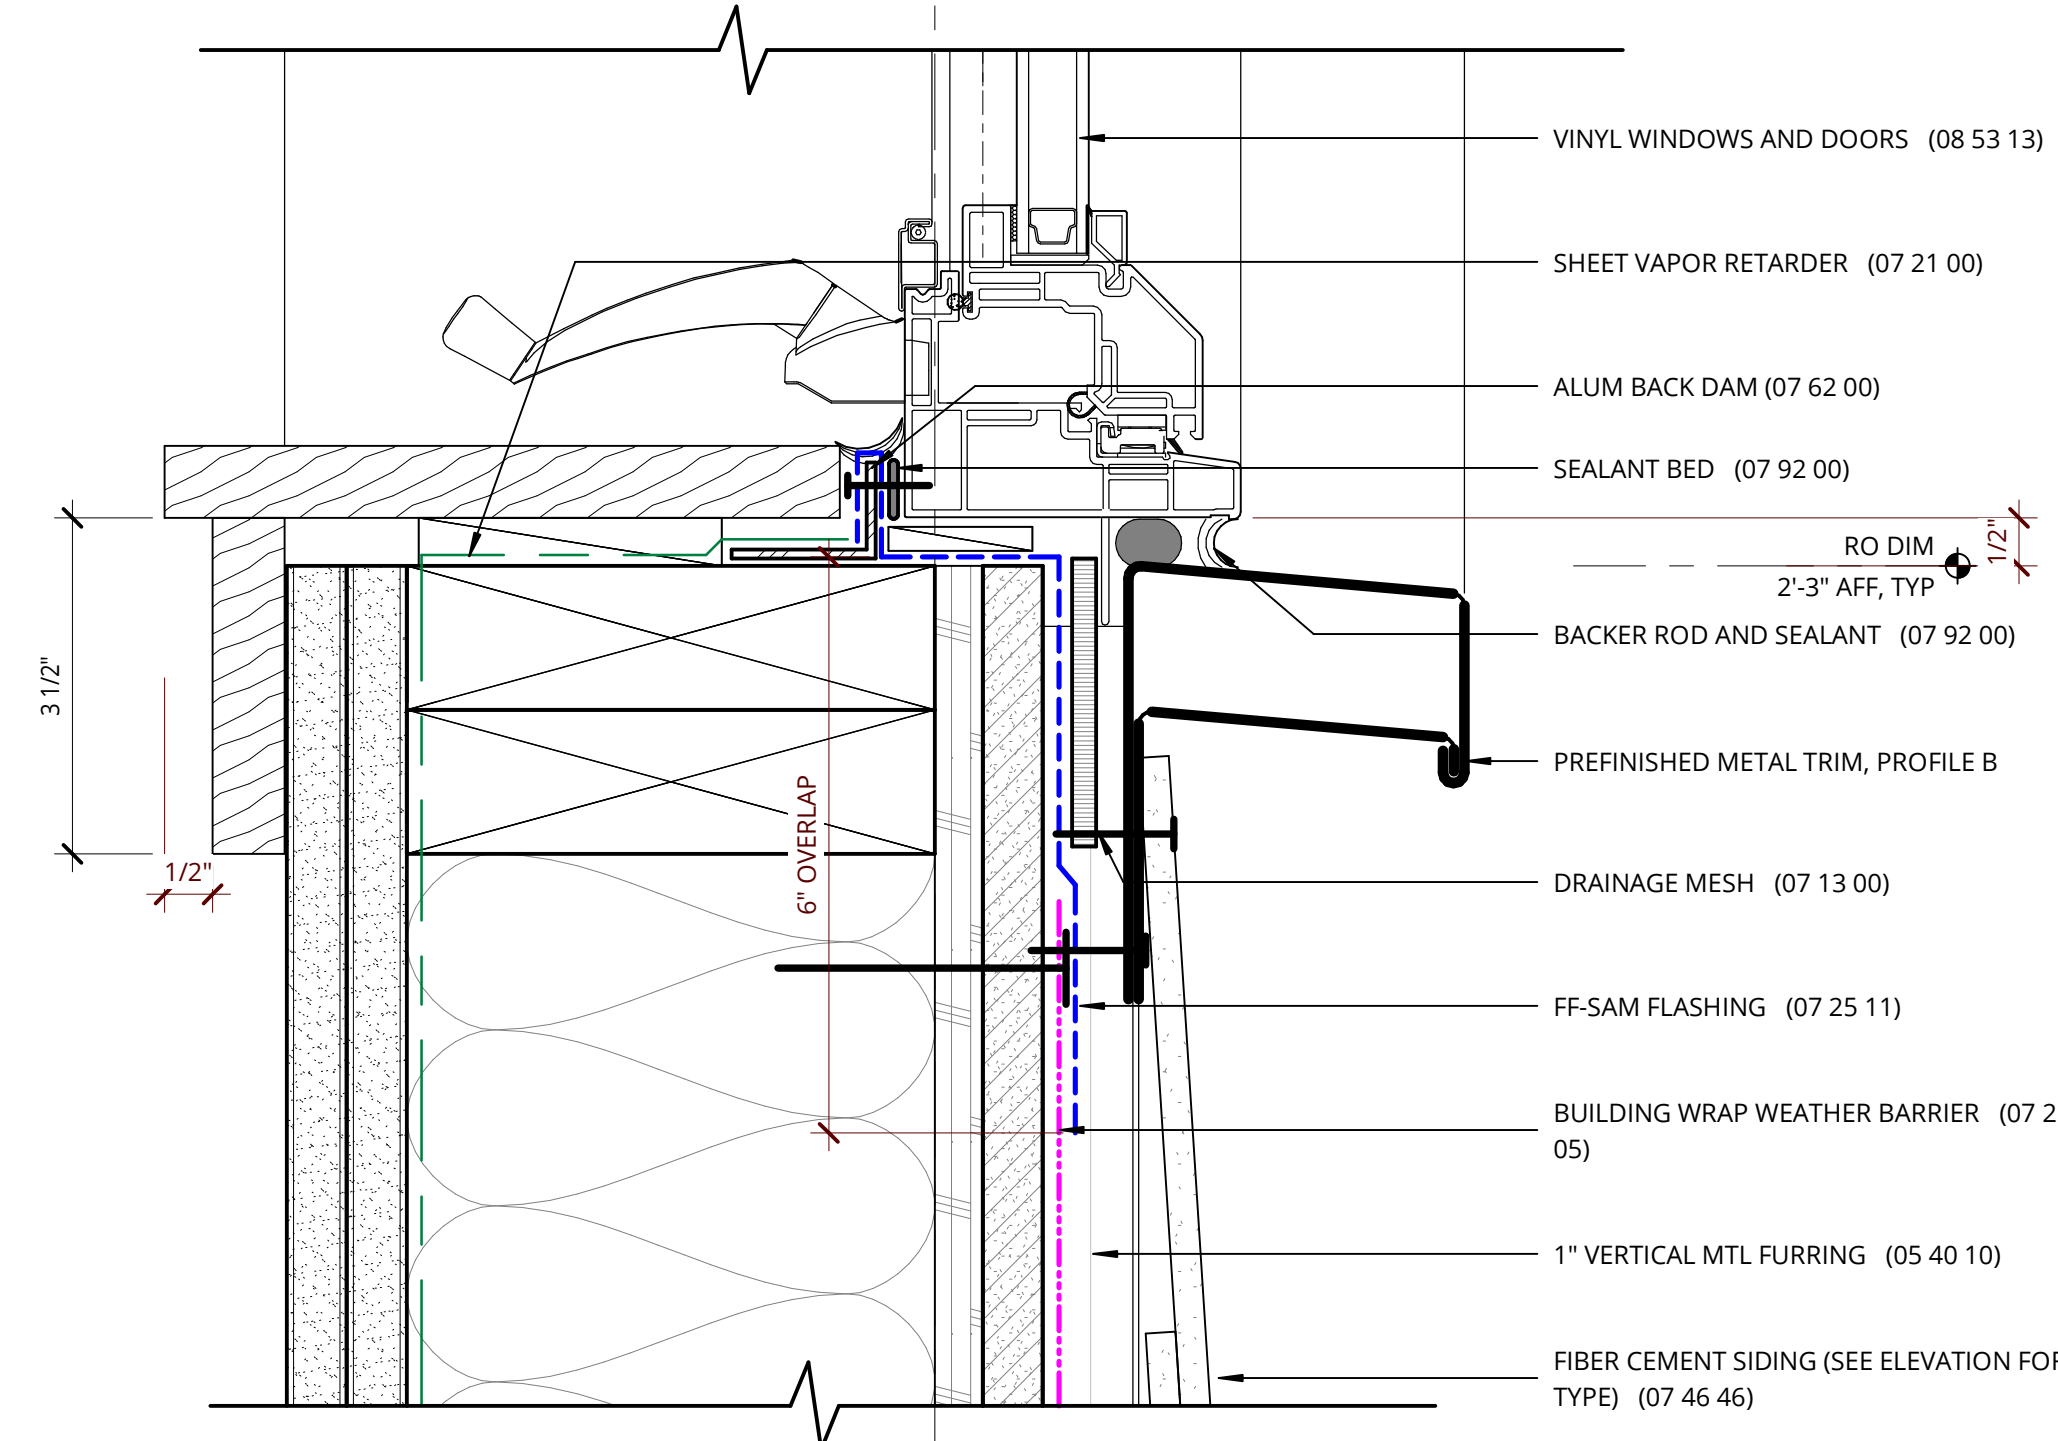 VINYL WINDOWS AND DOORS (08 53 13)
SHEET VAPOR RETARDER (07 21 00)
ALUM BACK DAM (07 62 00)
SEALANT BED (07 92 00)
1/2"
RO DIM
2'-3" AFF, TYP
BACKER ROD AND SEALANT (07 92 00)
3 1/2"
PREFINISHED METAL TRIM, PROFILE B
6" OVERLAP
1/2"
DRAINAGE MESH (07 13 00)
FF-SAM FLASHING (07 25 11)
BUILDING WRAP WEATHER BARRIER (07 2
05)
1" VERTICAL MTL FURRING (05 40 10)
FIBER CEMENT SIDING (SEE ELEVATION FOR
TYPE) (07 46 46)